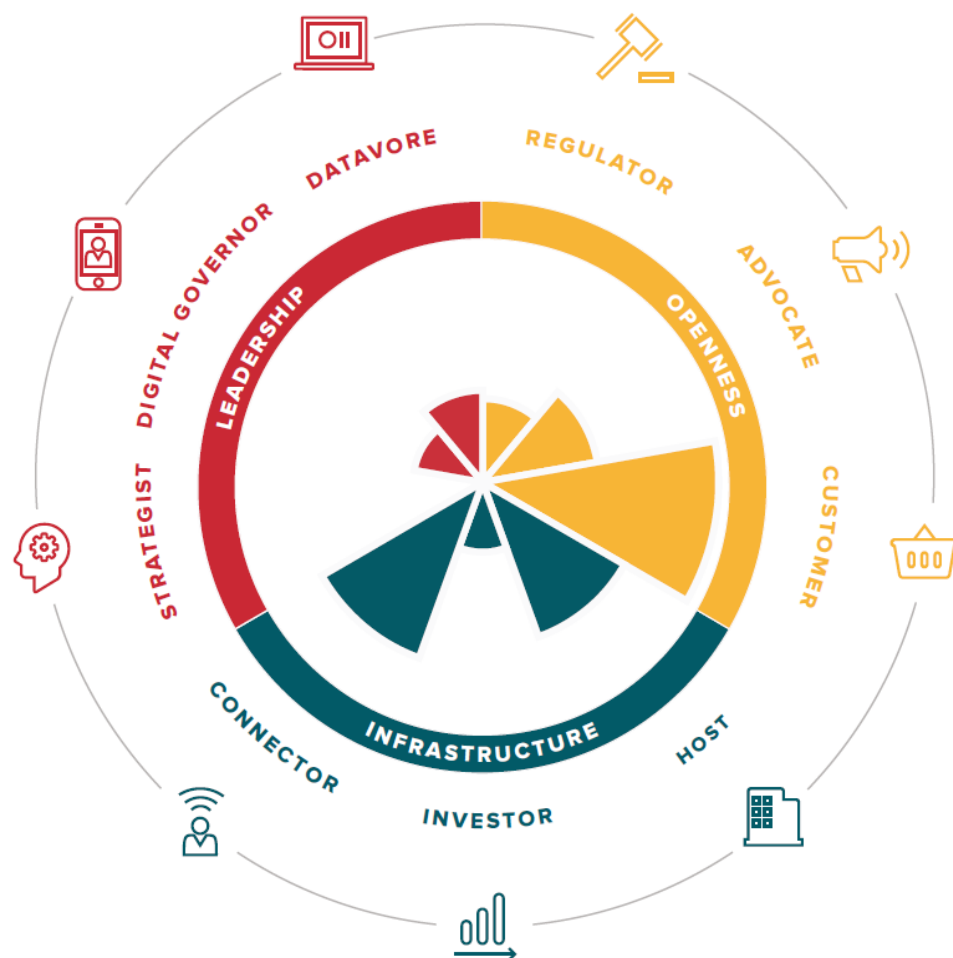 DATAVORE
REGULATOR
DIGITAL GOVERNOR
ADVOCATE
LEADERSHIP
OPENNESS
STRATEGIST
CUSTOMER
CONNECTOR
INFRASTRUCTURE
HOST
INVESTOR